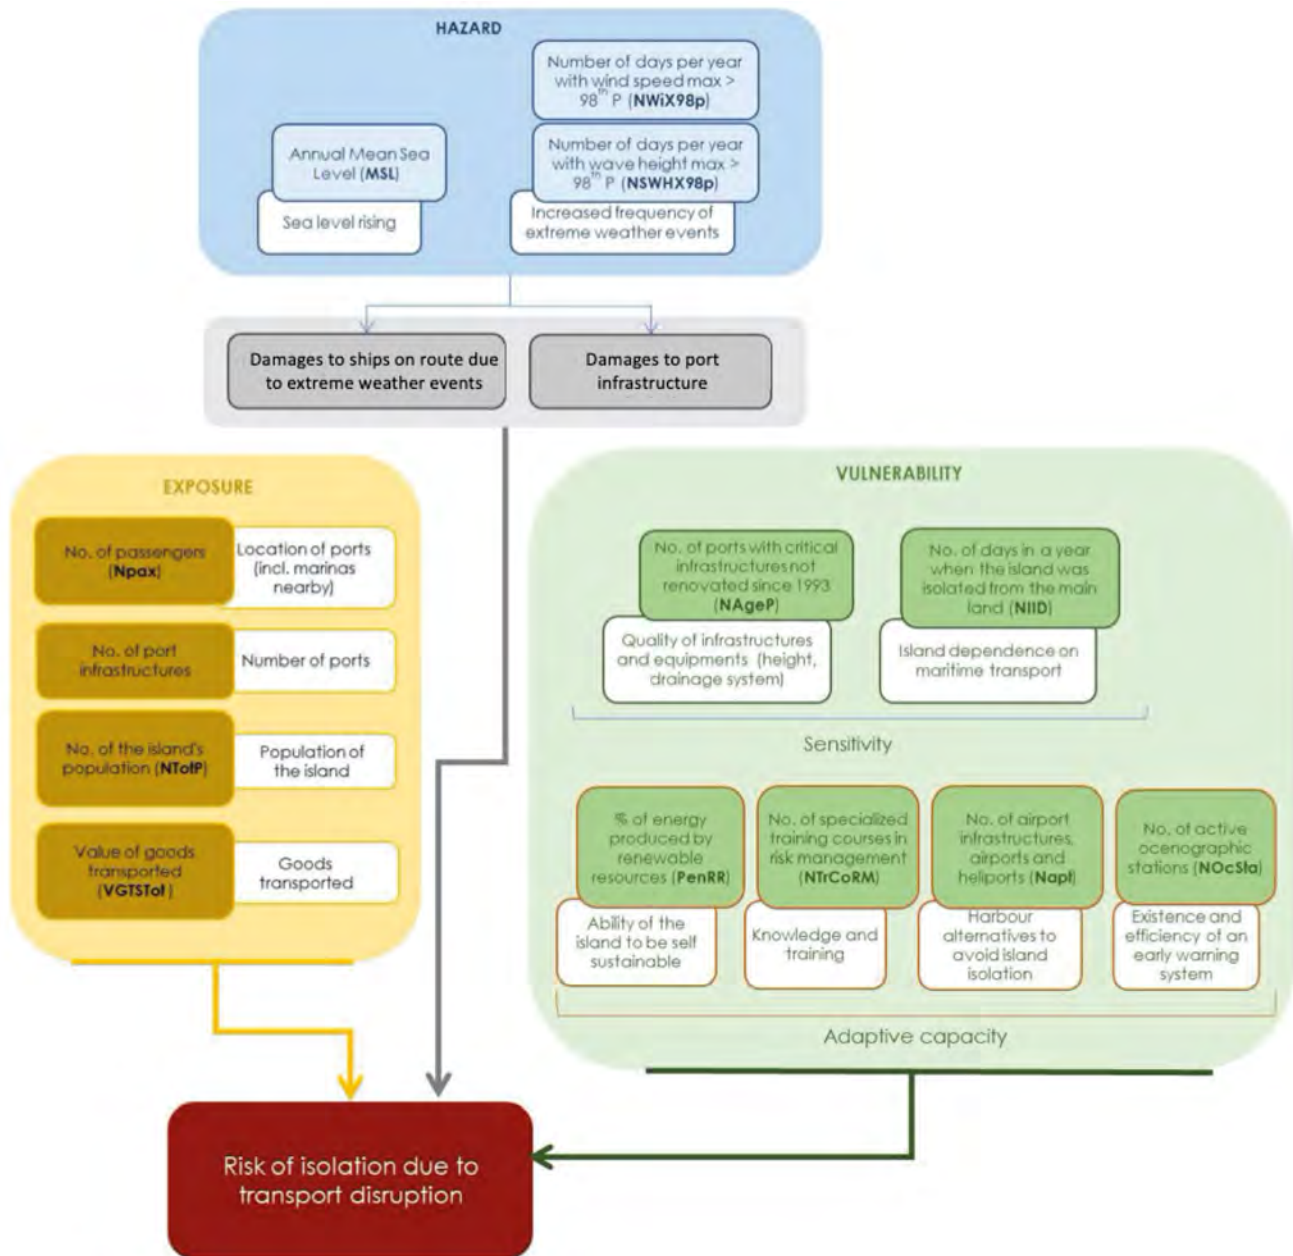 HAZARD
Number of days per year
with wind speed max >
98th P (NWiX98p)
Annual Mean Sea
Level (MSL)
Number of days per year
with wave height max >
98th P (NSWHX98p)
Sea level rising
Increased frequency of
extreme weather events
Damages to ships on route due
to extreme weather events
Damages to port
infrastructure
EXPOSURE
No. of passengers
(Npax)
Location of ports
(incl. marinas
nearby)
No. of port
infrastructures
Number of ports
No. of the island's
population (NTotP)
Population of
the island
Value of goods
transported
(VGTSTot)
Goods
transported
VULNERABILITY
No. of ports with critical
infrastructures not
renovated since 1993
(NAgeP)
No. of days in a year
when the island was
isolated from the main
land (NIID)
Quality of infrastructures
and equipments (height,
drainage system)
Island dependence on
maritime transport
Sensitivity
% of energy
produced by
renewable
resources (PenRR)
No. of specialized
training courses in
risk management
(NTrCoRM)
No. of airport
infrastructures,
airports and
heliports (NapI)
No. of active
ocenographic
stations (NOcSta)
Ability of the
island to be self
sustainable
Knowledge and
training
Harbour
alternatives to
avoid island
isolation
Existence and
efficiency of an
early warning
system
Adaptive capacity
Risk of isolation due to
transport disruption